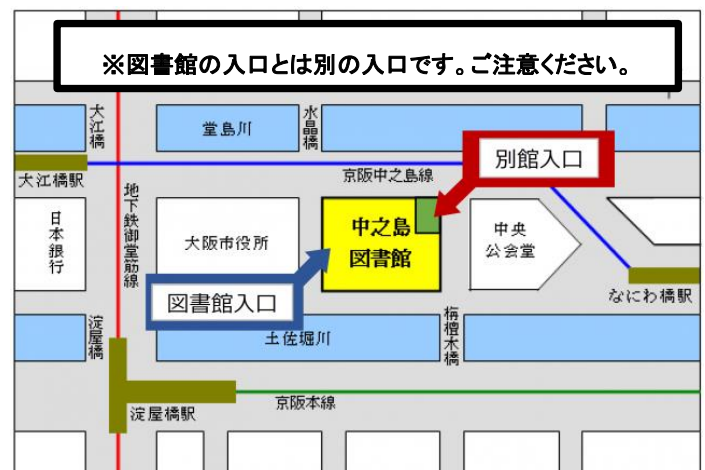 ※図書館の入口とは別の入口です。ご注意ください。
大江橋
堂島川
水晶橋
別館入口
大江橋駅
京阪中之島線
地下鉄御堂筋線
日本銀行
大阪市役所
中之島
図書館
中央
公会堂
図書館入口
なにわ橋駅
淀屋橋
土佐堀川
栴檀木橋
淀屋橋駅
京阪本線